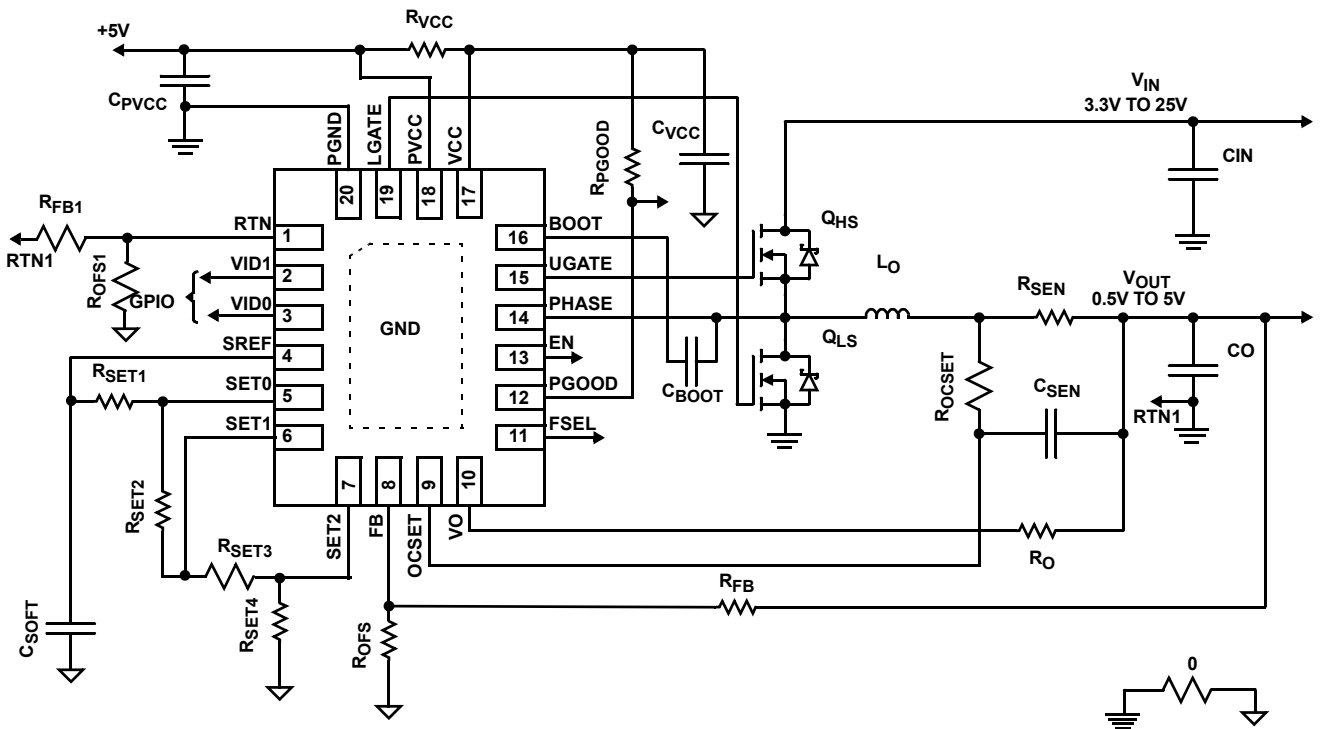 +5V
RVCC
CPVCC
PGND
LGATE
PVCC
VCC
20
19
18
17
RPGOOD
CVCC
VIN
3.3V TO 25V
CIN
RFB1
RTN1
ROFS1
GPIO
RTN
1
VID1
2
VID0
3
SREF
4
SET0
5
SET1
6
GND
16
BOOT
15
UGATE
14
PHASE
13
EN
12
PGOOD
11
FSEL
QHS
QLS
LO
RSEN
VOUT
0.5V TO 5V
CBOOT
ROCSET
CSEN
CO
RTN1
RSET1
RSET2
RSET3
RSET4
CSOFT
7
8
9
10
SET2
FB
OCSET
VO
RO
RFB
ROFS
0